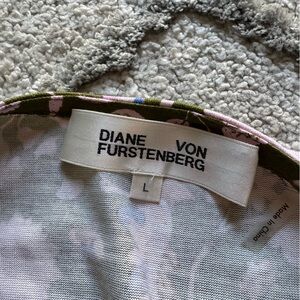 DIANE VON
FURSTENBERG
L
Made In China